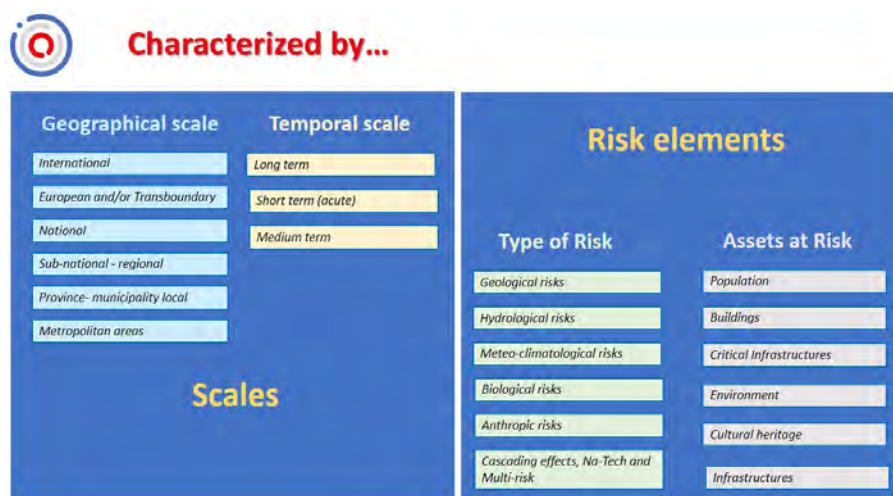 Characterized by...
Geographical scale
International
European and/or Transboundary
National
Sub-national - regional
Province- municipality local
Metropolitan areas
Temporal scale
Long term
Short term (acute)
Medium term
Scales
Risk elements
Type of Risk
Geological risks
Hydrological risks
Meteo-climatological risks
Biological risks
Anthropic risks
Cascading effects, Na-Tech and
Multi-risk
Assets at Risk
Population
Buildings
Critical Infrastructures
Environment
Cultural heritage
Infrastructures